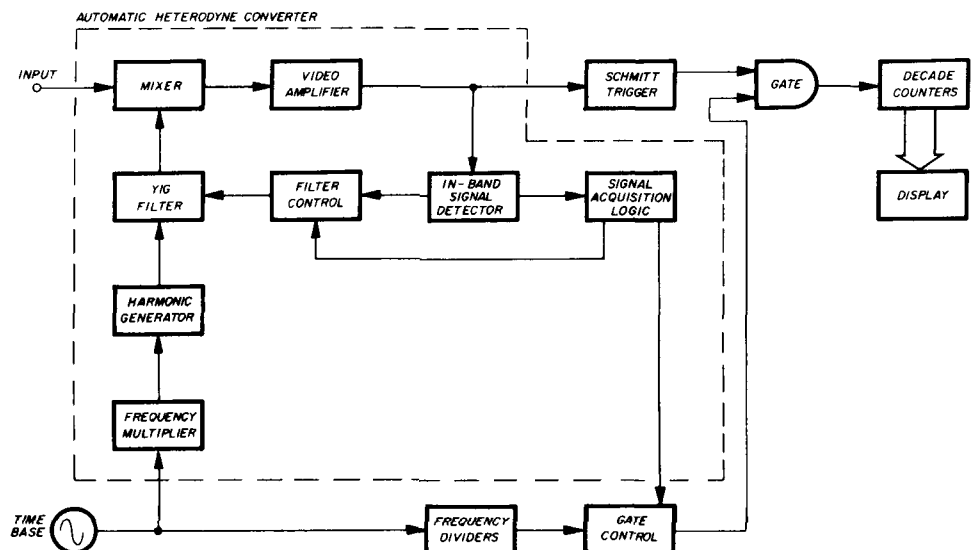 AUTOMATIC HETERODYNE CONVERTER
INPUT
MIXER
VIDEO
AMPLIFIER
SCHMITT
TRIGGER
GATE
DECADE
COUNTERS
YIG
FILTER
FILTER
CONTROL
IN-BAND
SIGNAL
DETECTOR
SIGNAL
ACQUISITION
LOGIC
DISPLAY
HARMONIC
GENERATOR
FREQUENCY
MULTIPLIER
TIME
BASE
FREQUENCY
DIVIDERS
GATE
CONTROL